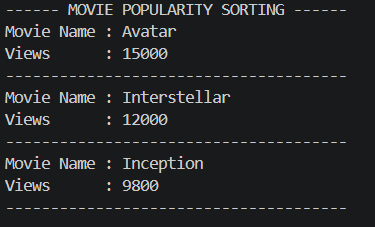 ------ MOVIE POPULARITY SORTING ------
Movie Name : Avatar
Views      : 15000
--------------------------------------
Movie Name : Interstellar
Views      : 12000
--------------------------------------
Movie Name : Inception
Views      : 9800
--------------------------------------